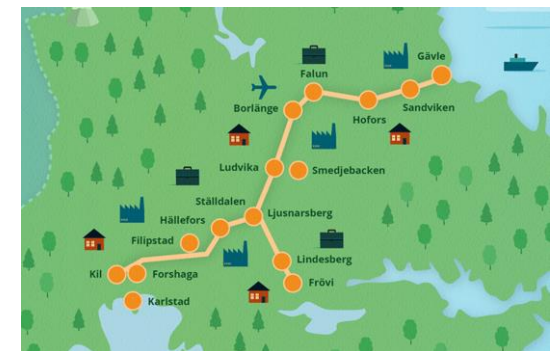 Gävle
Falun
Sandviken
Borlänge
Hofors
Ludvika
Smedjebacken
Ställdalen
Ljusnarsberg
Hällefors
Filipstad
Lindesberg
Kil
Forshaga
Frövi
Karlstad